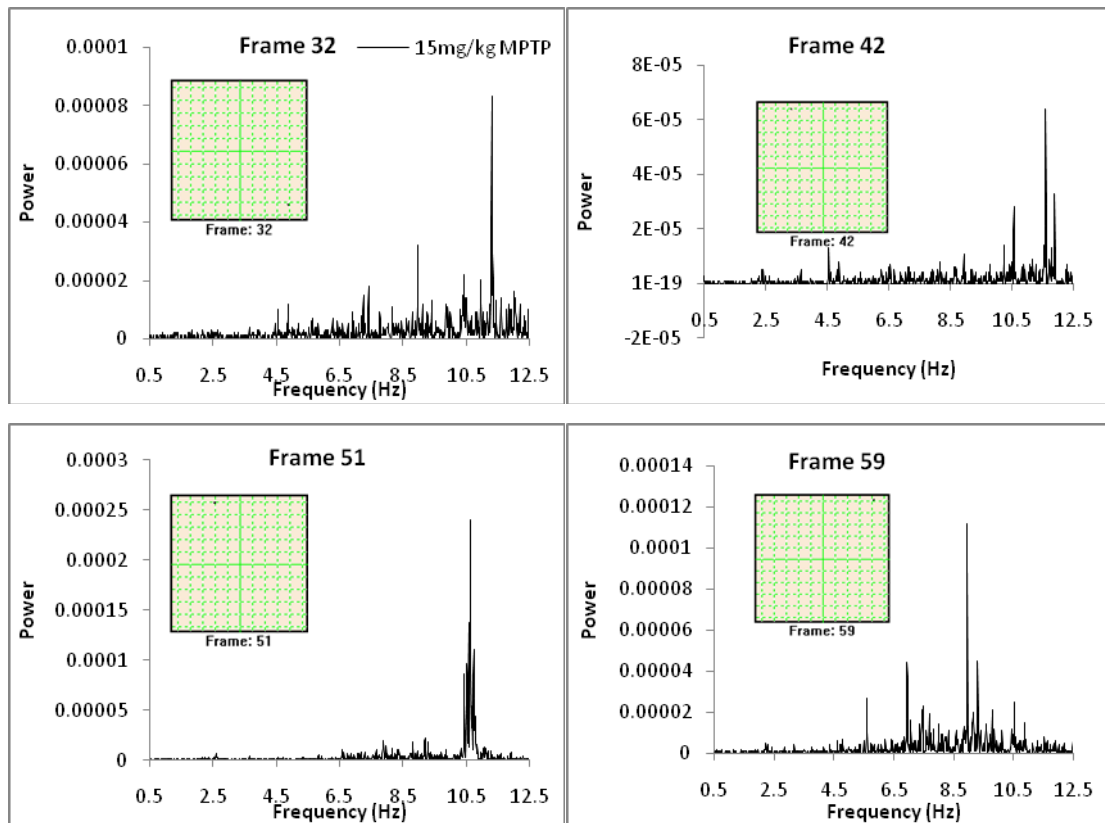 Frame 32
15mg/kg MPTP
0.0001
0.00008
0.00006
0.00004
0.00002
0
Power
Frame: 32
0.5 2.5 4.5 6.5 8.5 10.5 12.5
Frequency (Hz)
Frame 42
8E-05
6E-05
4E-05
2E-05
1E-19
-2E-05
Power
Frame: 42
0.5 2.5 4.5 6.5 8.5 10.5 12.5
Frequency (Hz)
Frame 51
0.0003
0.00025
0.0002
0.00015
0.0001
0.00005
0
Power
Frame: 51
0.5 2.5 4.5 6.5 8.5 10.5 12.5
Frequency (Hz)
Frame 59
0.00014
0.00012
0.0001
0.00008
0.00006
0.00004
0.00002
0
Power
Frame: 59
0.5 2.5 4.5 6.5 8.5 10.5 12.5
Frequency (Hz)